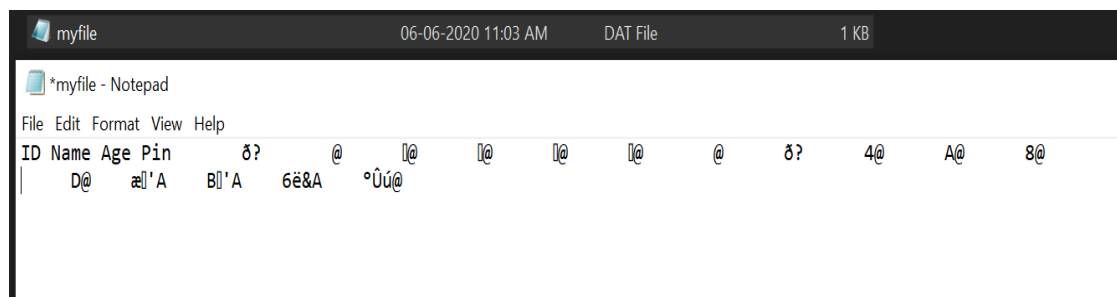 myfile 06-06-2020 11:03 AM DAT File 1 KB
*myfile - Notepad
File Edit Format View Help
ID Name Age Pin ð? @ ▯@ ▯@ ▯@ ▯@ @ ð? 4@ A@ 8@
D@ æ▯'A B▯'A 6ë&A °Ûú@